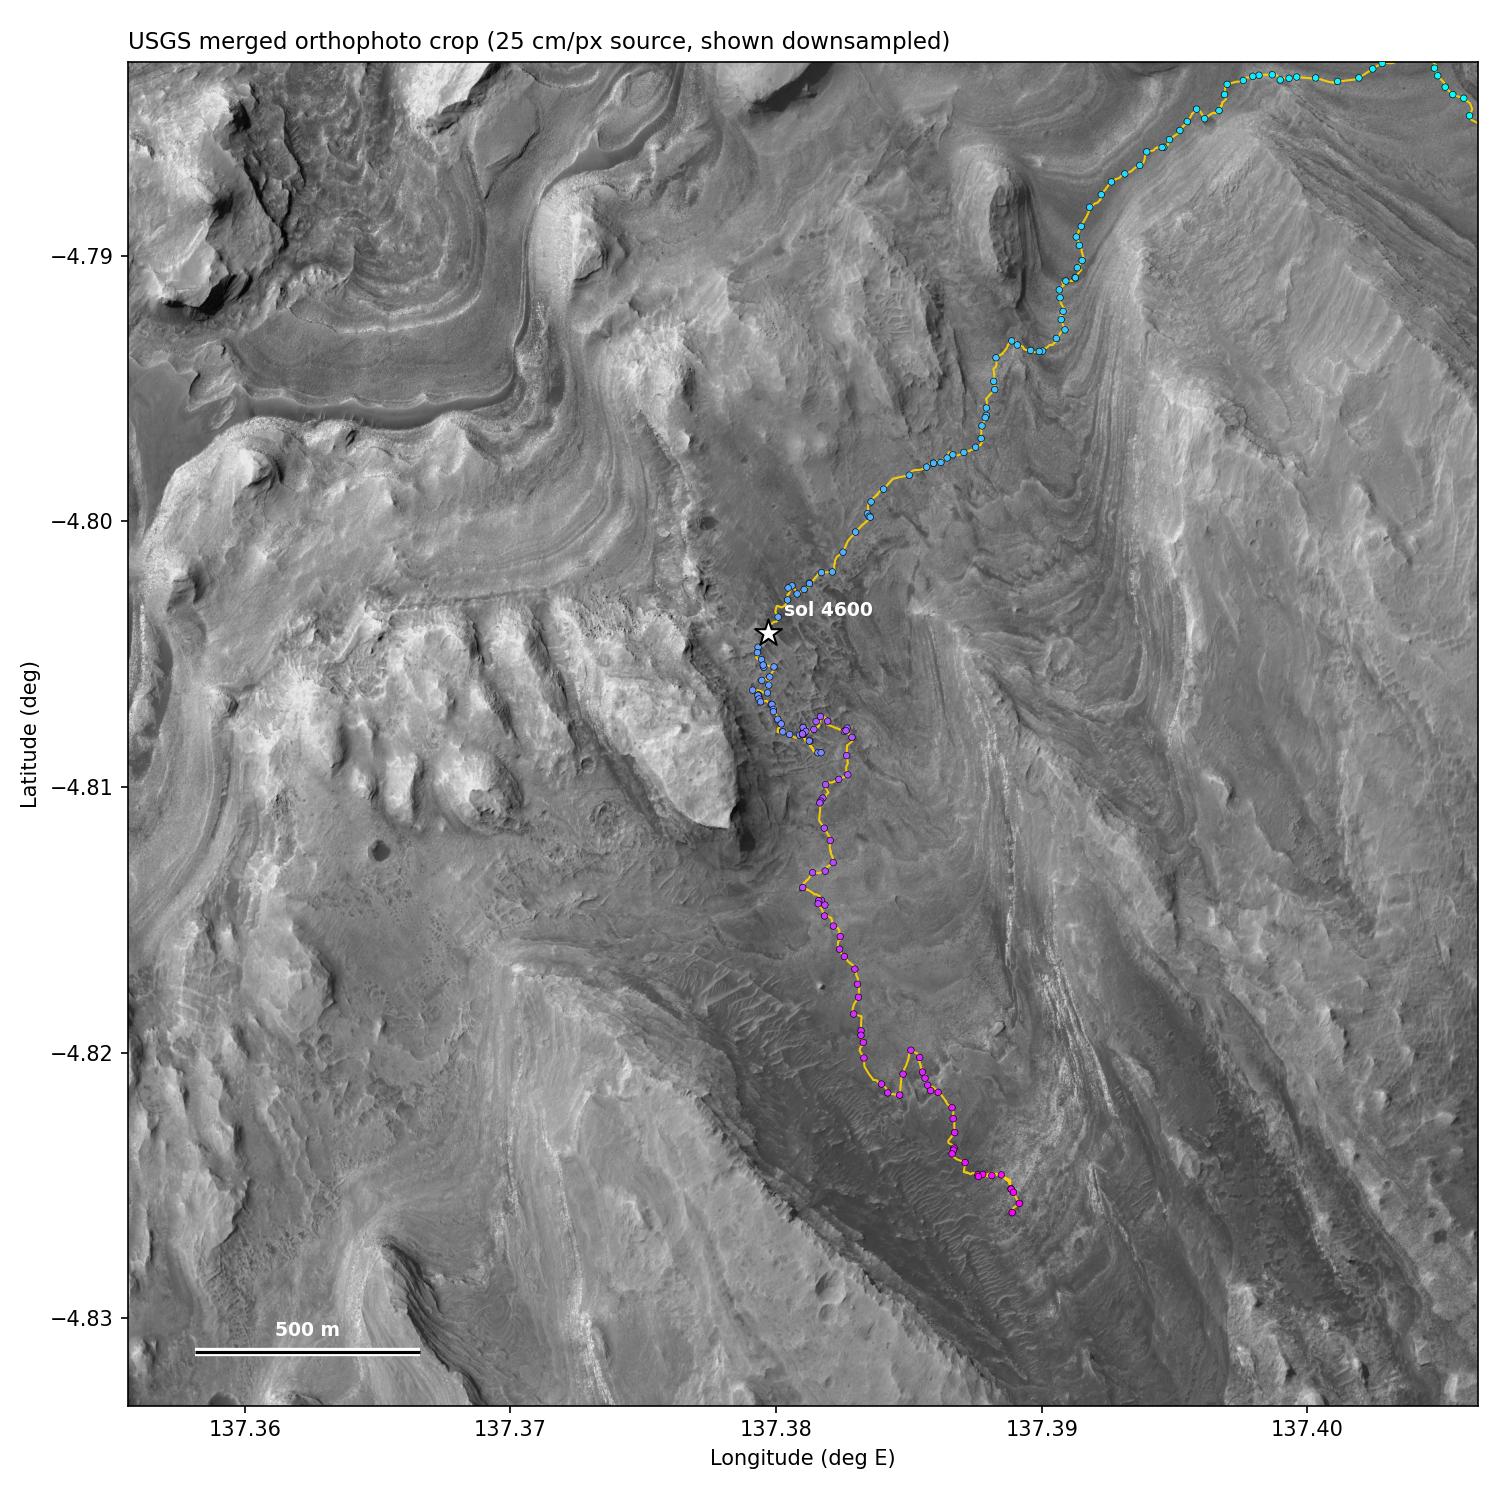 USGS merged orthophoto crop (25 cm/px source, shown downsampled)
−4.79
−4.80
sol 4600
−4.81
−4.82
−4.83
500 m
137.36 137.37 137.38 137.39 137.40
Longitude (deg E)
Latitude (deg)